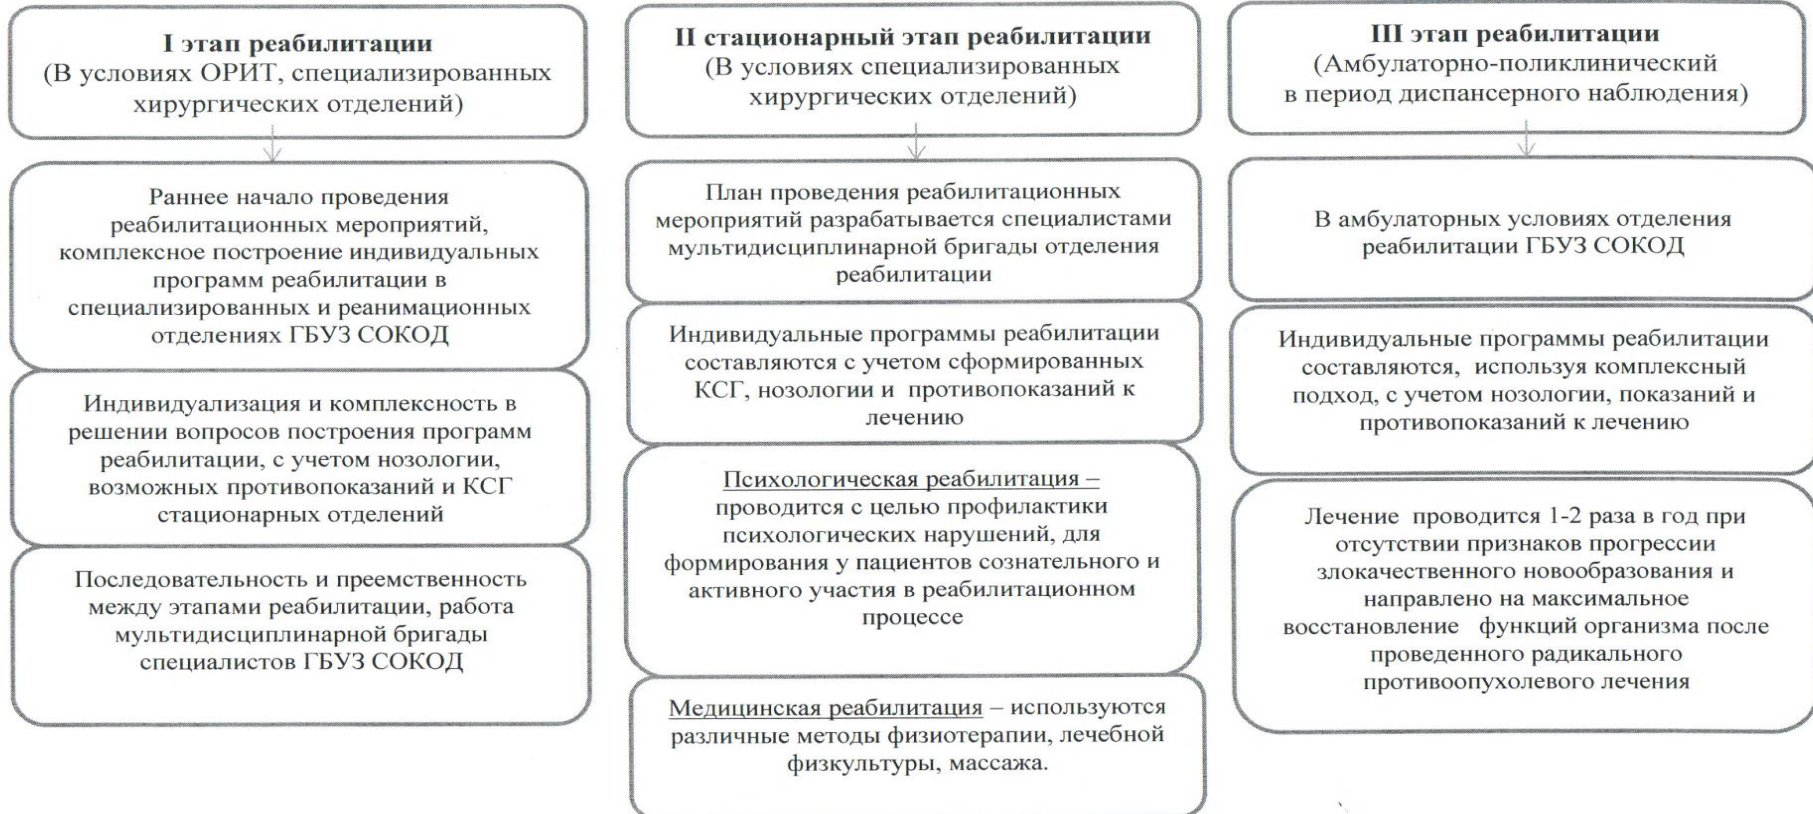 I этап реабилитации
(В условиях ОРИТ, специализированных
хирургических отделений)
Раннее начало проведения
реабилитационных мероприятий,
комплексное построение индивидуальных
программ реабилитации в
специализированных и реанимационных
отделениях ГБУЗ СОКОД
Индивидуализация и комплексность в
решении вопросов построения программ
реабилитации, с учетом нозологии,
возможных противопоказаний и КСГ
стационарных отделений
Последовательность и преемственность
между этапами реабилитации, работа
мультидисциплинарной бригады
специалистов ГБУЗ СОКОД
II стационарный этап реабилитации
(В условиях специализированных
хирургических отделений)
План проведения реабилитационных
мероприятий разрабатывается специалистами
мультидисциплинарной бригады отделения
реабилитации
Индивидуальные программы реабилитации
составляются с учетом сформированных
КСГ, нозологии и противопоказаний к
лечению
Психологическая реабилитация –
проводится с целью профилактики
психологических нарушений, для
формирования у пациентов сознательного и
активного участия в реабилитационном
процессе
Медицинская реабилитация – используются
различные методы физиотерапии, лечебной
физкультуры, массажа.
III этап реабилитации
(Амбулаторно-поликлинический
в период диспансерного наблюдения)
В амбулаторных условиях отделения
реабилитации ГБУЗ СОКОД
Индивидуальные программы реабилитации
составляются, используя комплексный
подход, с учетом нозологии, показаний и
противопоказаний к лечению
Лечение проводится 1-2 раза в год при
отсутствии признаков прогрессии
злокачественного новообразования и
направлено на максимальное
восстановление функций организма после
проведенного радикального
противоопухолевого лечения